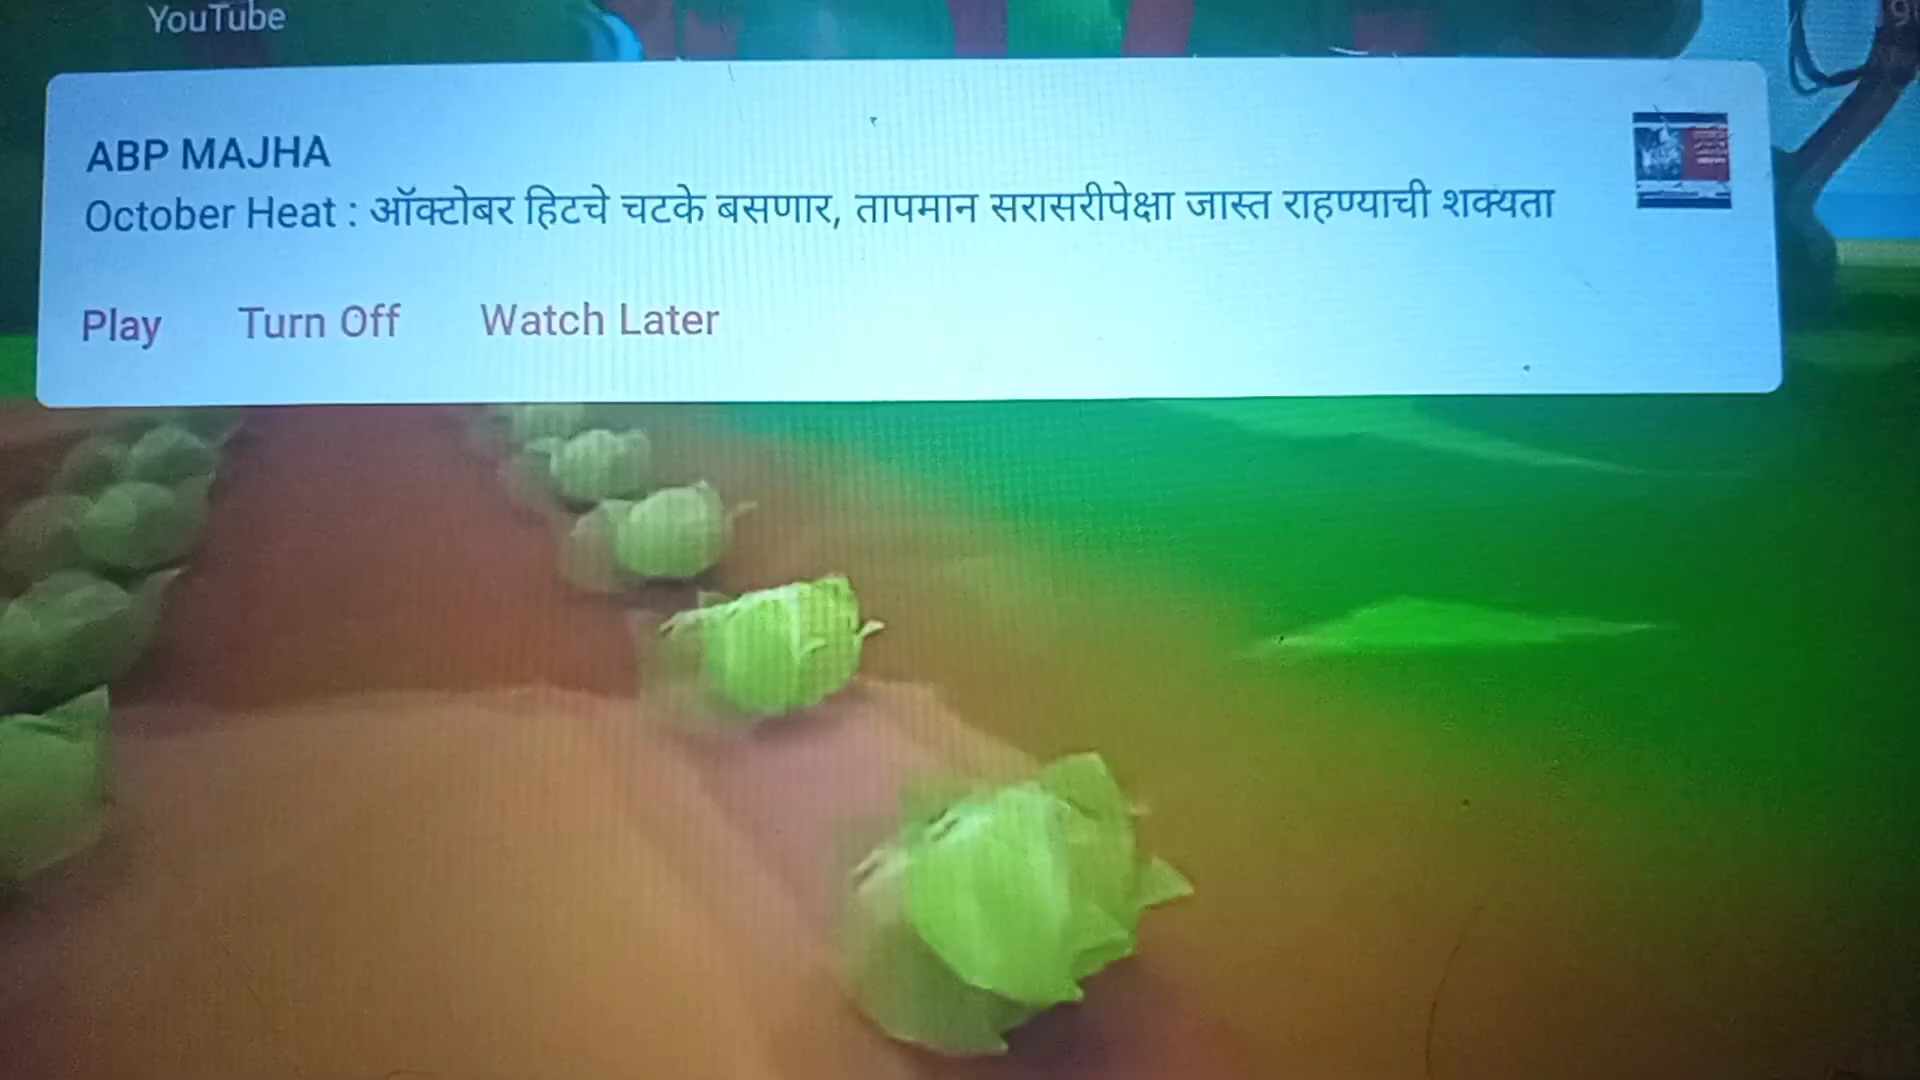 YouTube
ABP MAJHA
October Heat : ऑक्टोबर हिटचे चटके बसणार, तापमान सरासरीपेक्षा जास्त राहण्याची शक्यता
Play Turn Off Watch Later